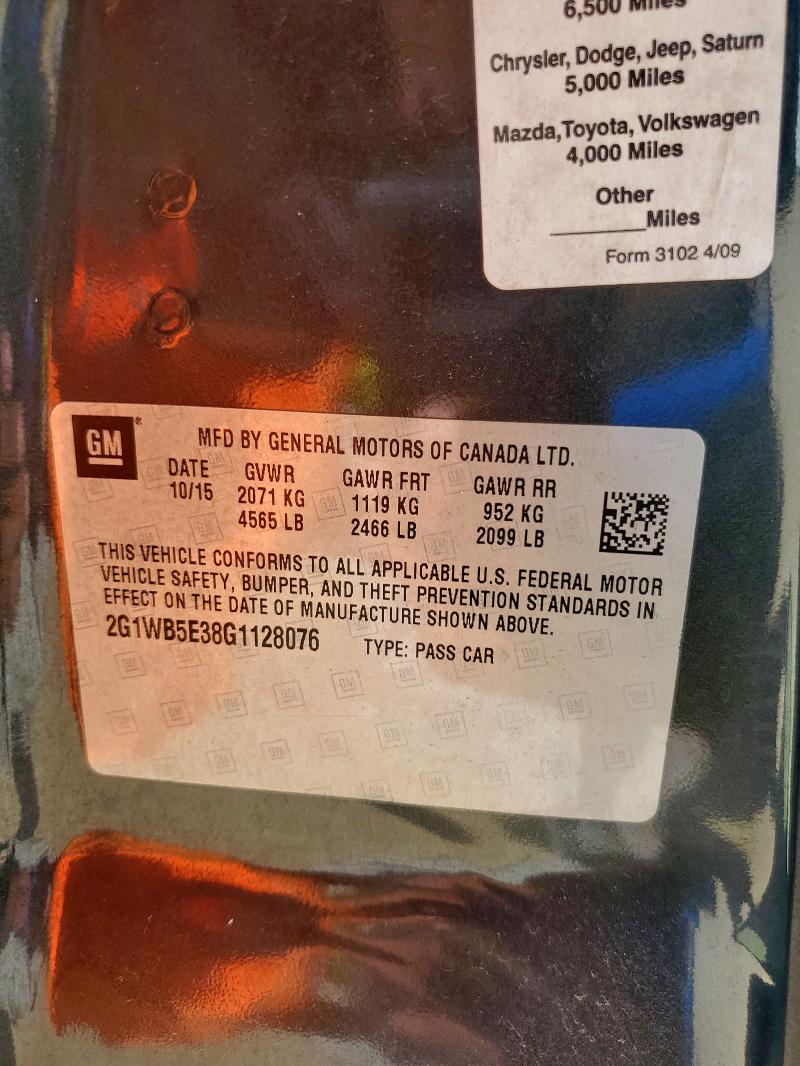 6,500 Miles
Chrysler, Dodge, Jeep, Saturn
5,000 Miles
Mazda,Toyota, Volkswagen
4,000 Miles
Other
________Miles
Form 3102 4/09
GM®
MFD BY GENERAL MOTORS OF CANADA LTD.
DATE GVWR GAWR FRT GAWR RR
10/15 2071 KG 1119 KG 952 KG
4565 LB 2466 LB 2099 LB
THIS VEHICLE CONFORMS TO ALL APPLICABLE U.S. FEDERAL MOTOR
VEHICLE SAFETY, BUMPER, AND THEFT PREVENTION STANDARDS IN
EFFECT ON THE DATE OF MANUFACTURE SHOWN ABOVE.
2G1WB5E38G1128076 TYPE: PASS CAR